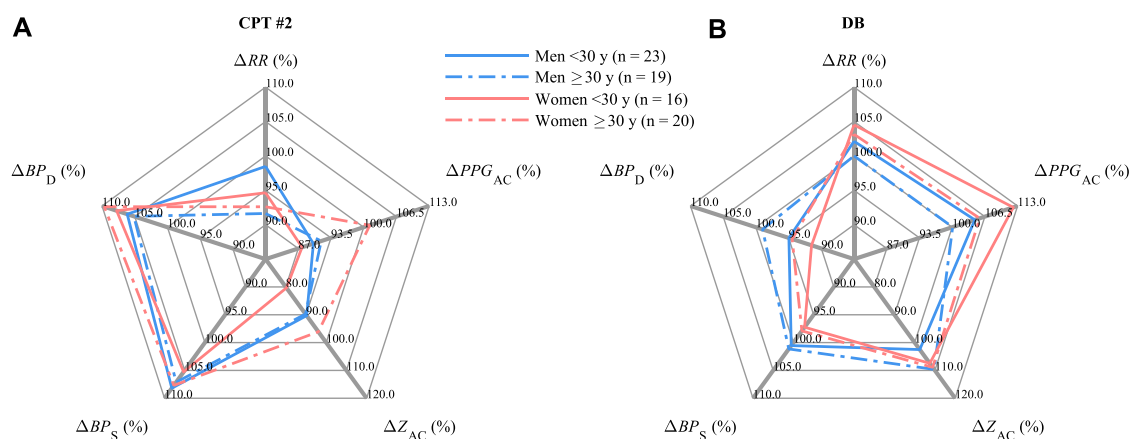 A
CPT #2
B
DB
Men <30 y (n = 23)
Men ≥30 y (n = 19)
Women <30 y (n = 16)
Women ≥30 y (n = 20)
ΔRR (%)
110.0
105.0
100.0
95.0
90.0
ΔPPG_AC (%)
113.0
106.5
100.0
93.5
87.0
ΔZ_AC (%)
80.0
90.0
100.0
110.0
120.0
ΔBP_S (%)
95.0
100.0
105.0
110.0
ΔBP_D (%)
110.0
105.0
100.0
95.0
90.0
ΔRR (%)
110.0
105.0
100.0
95.0
90.0
ΔPPG_AC (%)
113.0
106.5
100.0
93.5
87.0
ΔZ_AC (%)
80.0
90.0
100.0
110.0
120.0
ΔBP_S (%)
95.0
100.0
105.0
110.0
ΔBP_D (%)
110.0
105.0
100.0
95.0
90.0